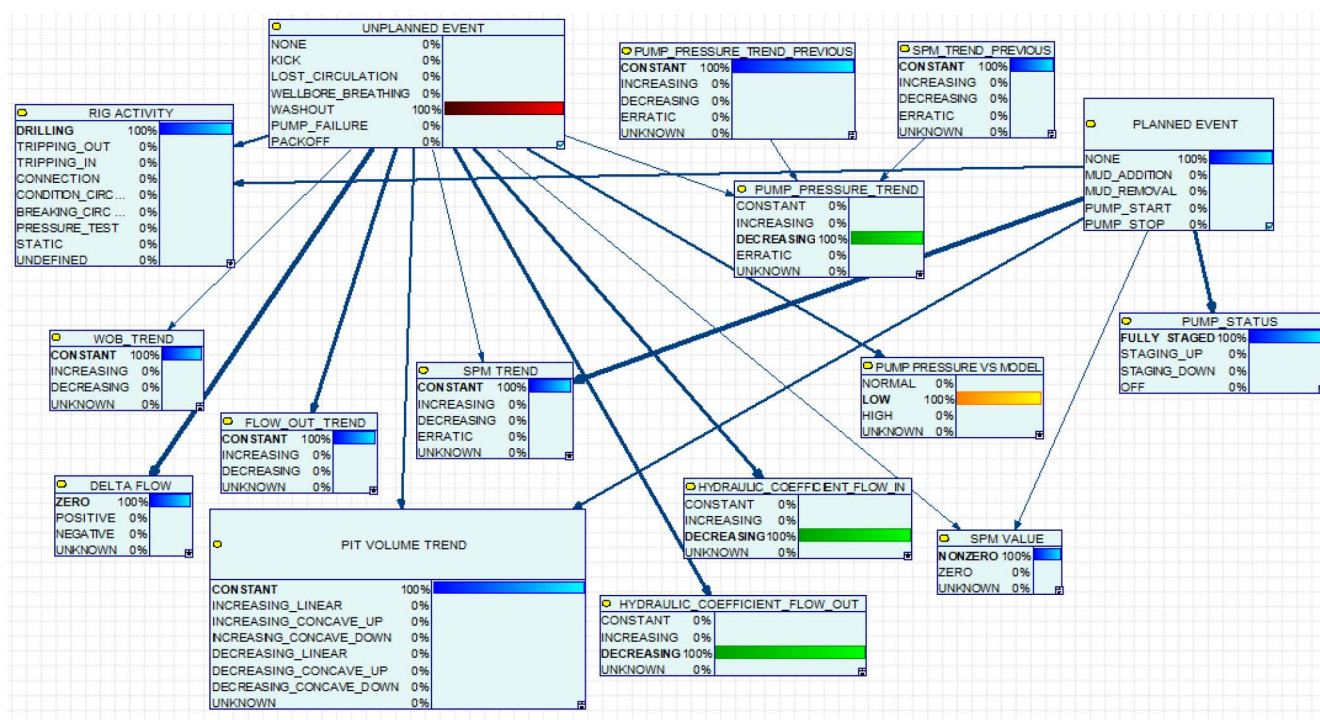 UNPLANNED EVENT
NONE 0%
KICK 0%
LOST_CIRCULATION 0%
WELLBORE_BREATHING 0%
WASHOUT 100%
PUMP_FAILURE 0%
PACKOFF 0%
PUMP_PRESSURE_TREND_PREVIOUS
CONSTANT 100%
INCREASING 0%
DECREASING 0%
ERRATIC 0%
UNKNOWN 0%
SPM_TREND_PREVIOUS
CONSTANT 100%
INCREASING 0%
DECREASING 0%
ERRATIC 0%
UNKNOWN 0%
RIG ACTIVITY
DRILLING 100%
TRIPPING_OUT 0%
TRIPPING_IN 0%
CONNECTION 0%
CONDITION_CIRC ... 0%
BREAKING_CIRC ... 0%
PRESSURE_TEST 0%
STATIC 0%
UNDEFINED 0%
PLANNED EVENT
NONE 100%
MUD_ADDITION 0%
MUD_REMOVAL 0%
PUMP_START 0%
PUMP_STOP 0%
PUMP_PRESSURE_TREND
CONSTANT 0%
INCREASING 0%
DECREASING 100%
ERRATIC 0%
UNKNOWN 0%
WOB_TREND
CONSTANT 100%
INCREASING 0%
DECREASING 0%
UNKNOWN 0%
PUMP_STATUS
FULLY STAGED 100%
STAGING_UP 0%
STAGING_DOWN 0%
OFF 0%
SPM TREND
CONSTANT 100%
INCREASING 0%
DECREASING 0%
ERRATIC 0%
UNKNOWN 0%
PUMP PRESSURE VS MODEL
NORMAL 0%
LOW 100%
HIGH 0%
UNKNOWN 0%
FLOW_OUT_TREND
CONSTANT 100%
INCREASING 0%
DECREASING 0%
UNKNOWN 0%
DELTA FLOW
ZERO 100%
POSITIVE 0%
NEGATIVE 0%
UNKNOWN 0%
HYDRAULIC_COEFFICIENT_FLOW_IN
CONSTANT 0%
INCREASING 0%
DECREASING 100%
UNKNOWN 0%
PIT VOLUME TREND
CONSTANT 100%
INCREASING_LINEAR 0%
INCREASING_CONCAVE_UP 0%
INCREASING_CONCAVE_DOWN 0%
DECREASING_LINEAR 0%
DECREASING_CONCAVE_UP 0%
DECREASING_CONCAVE_DOWN 0%
UNKNOWN 0%
SPM VALUE
NONZERO 100%
ZERO 0%
UNKNOWN 0%
HYDRAULIC_COEFFICIENT_FLOW_OUT
CONSTANT 0%
INCREASING 0%
DECREASING 100%
UNKNOWN 0%